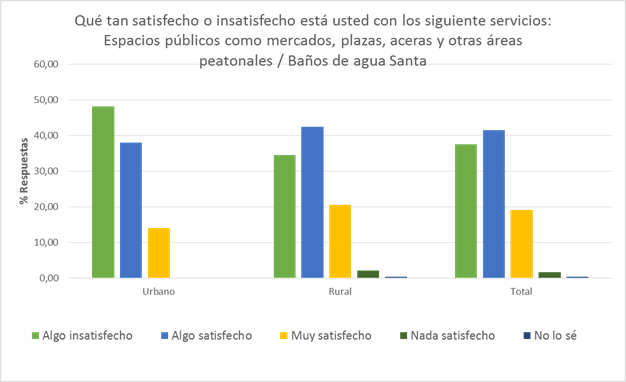 Qué tan satisfecho o insatisfecho está usted con los siguiente servicios:
Espacios públicos como mercados, plazas, aceras y otras áreas
peatonales / Baños de agua Santa
60,00
50,00
40,00
30,00
20,00
10,00
0,00
% Respuestas
Urbano Rural Total
Algo insatisfecho Algo satisfecho Muy satisfecho Nada satisfecho No lo sé